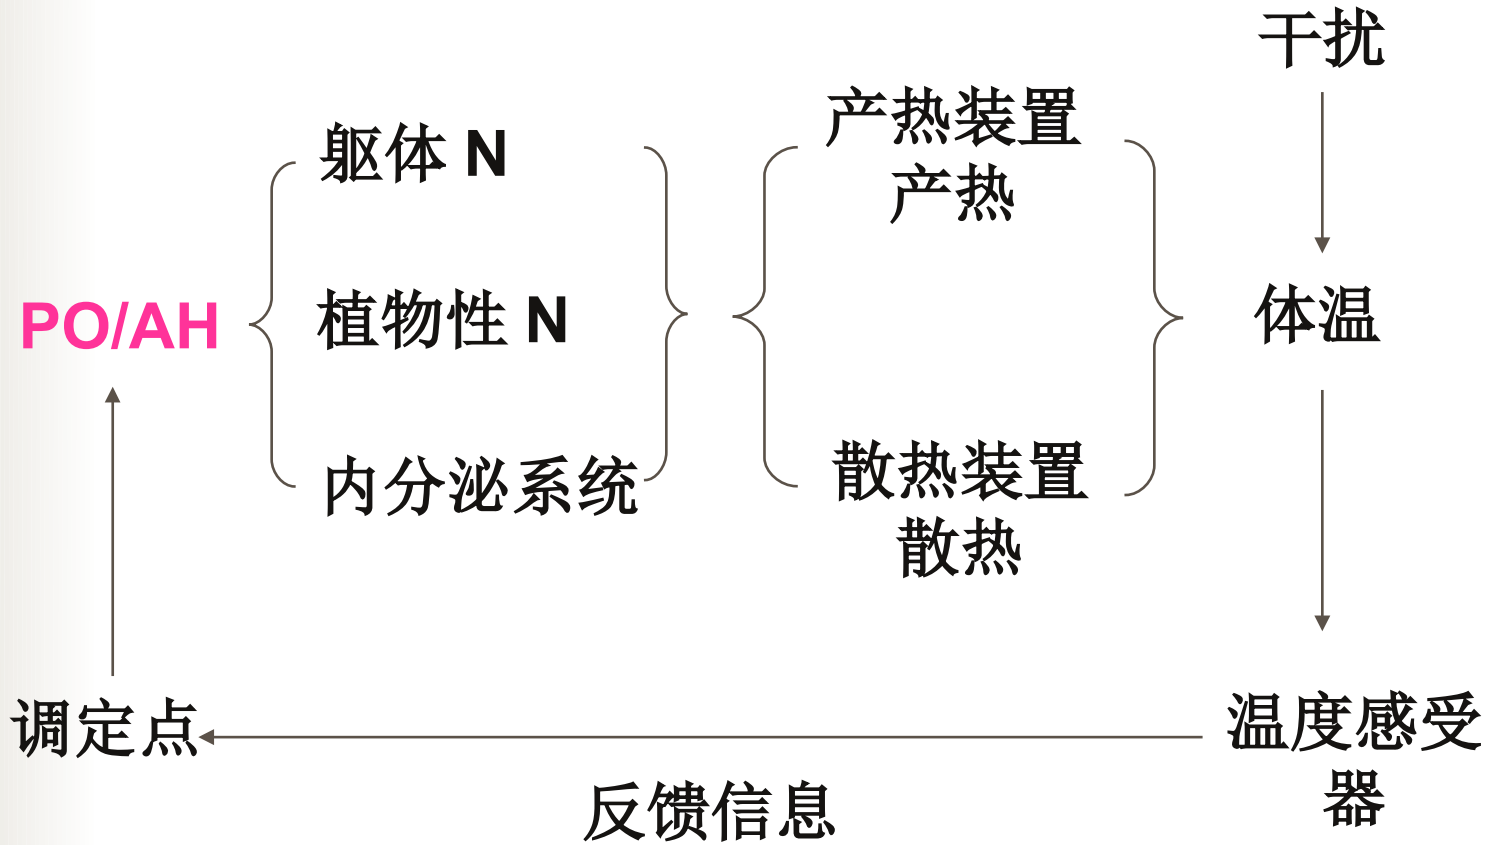 干扰
产热装置
产热
躯体 N
植物性 N
PO/AH
体温
内分泌系统
散热装置
散热
调定点
温度感受
器
反馈信息